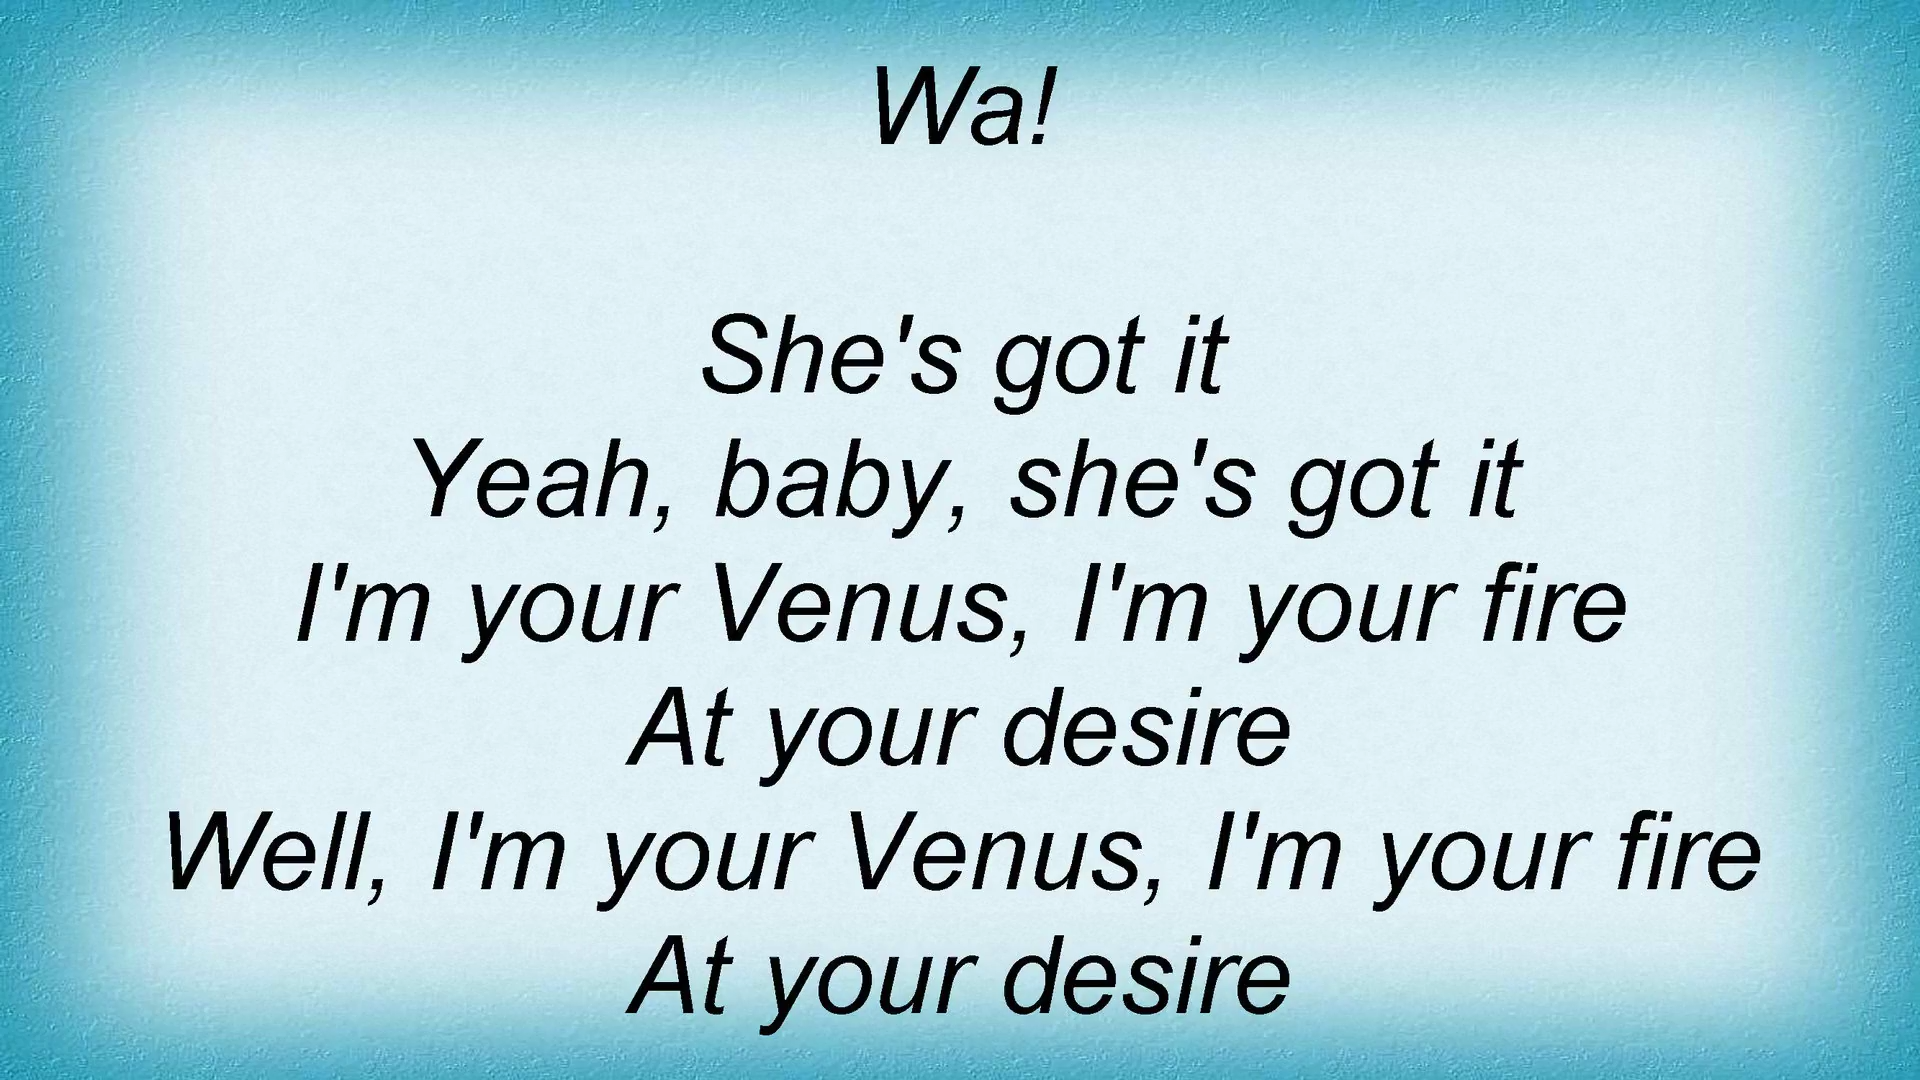 Wa!
She's got it
Yeah, baby, she's got it
I'm your Venus, I'm your fire
At your desire
Well, I'm your Venus, I'm your fire
At your desire